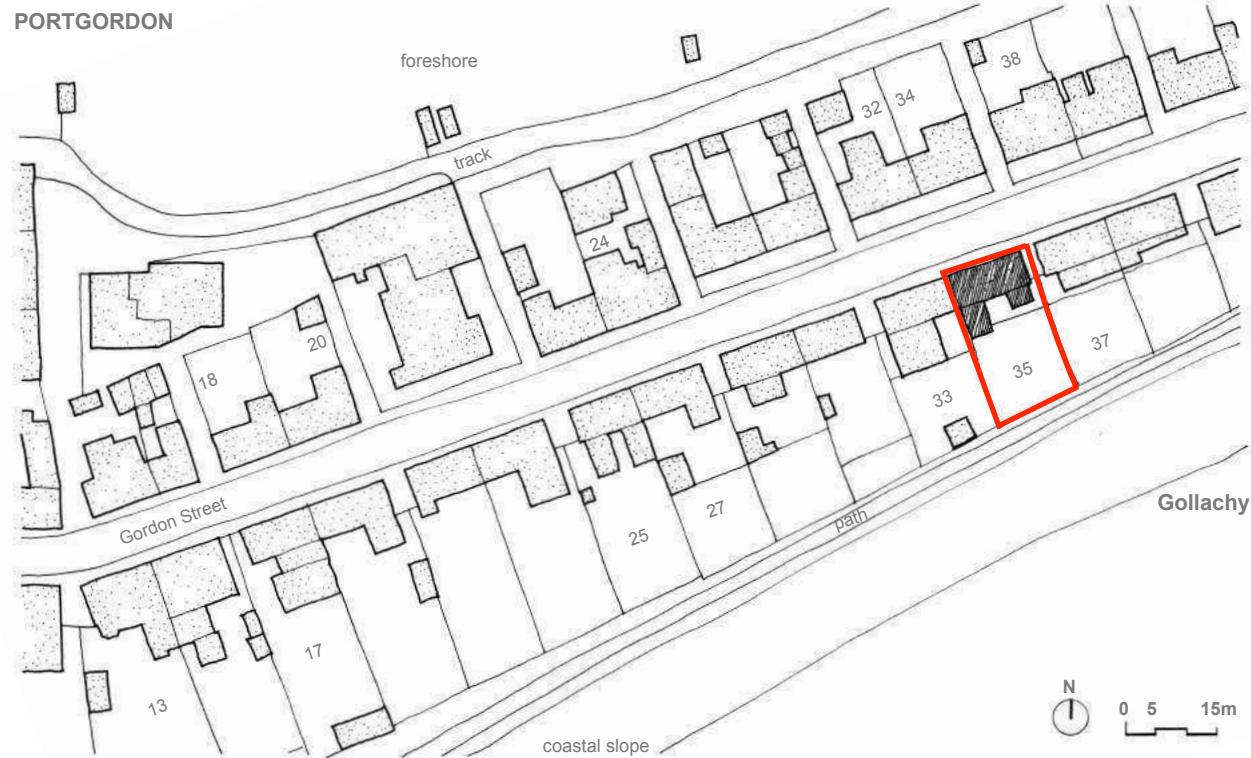 PORTGORDON
foreshore
track
38
32 34
24
20
18
37
35
33
27
25
17
13
Gordon Street
path
Gollachy
coastal slope
N
0 5 15m